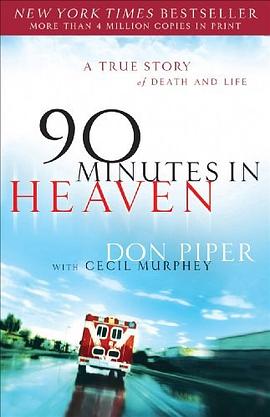 NEW YORK TIMES BESTSELLER
MORE THAN 4 MILLION COPIES IN PRINT
A TRUE STORY
of DEATH AND LIFE
90
MINUTES IN
HEAVEN
DON PIPER
WITH CECIL MURPHEY